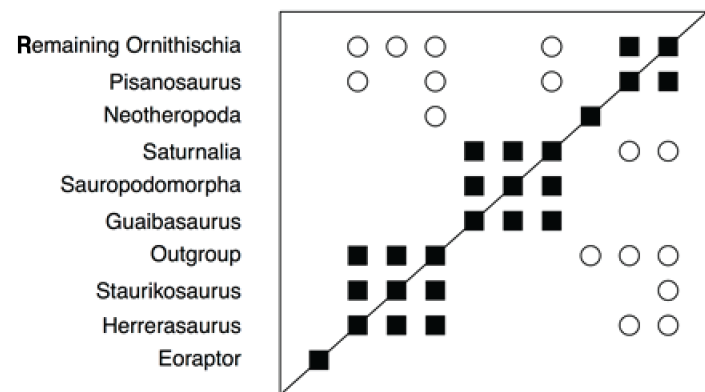 Remaining Ornithischia
Pisanosaurus
Neotheropoda
Saturnalia
Sauropodomorpha
Guaibasaurus
Outgroup
Staurikosaurus
Herrerasaurus
Eoraptor